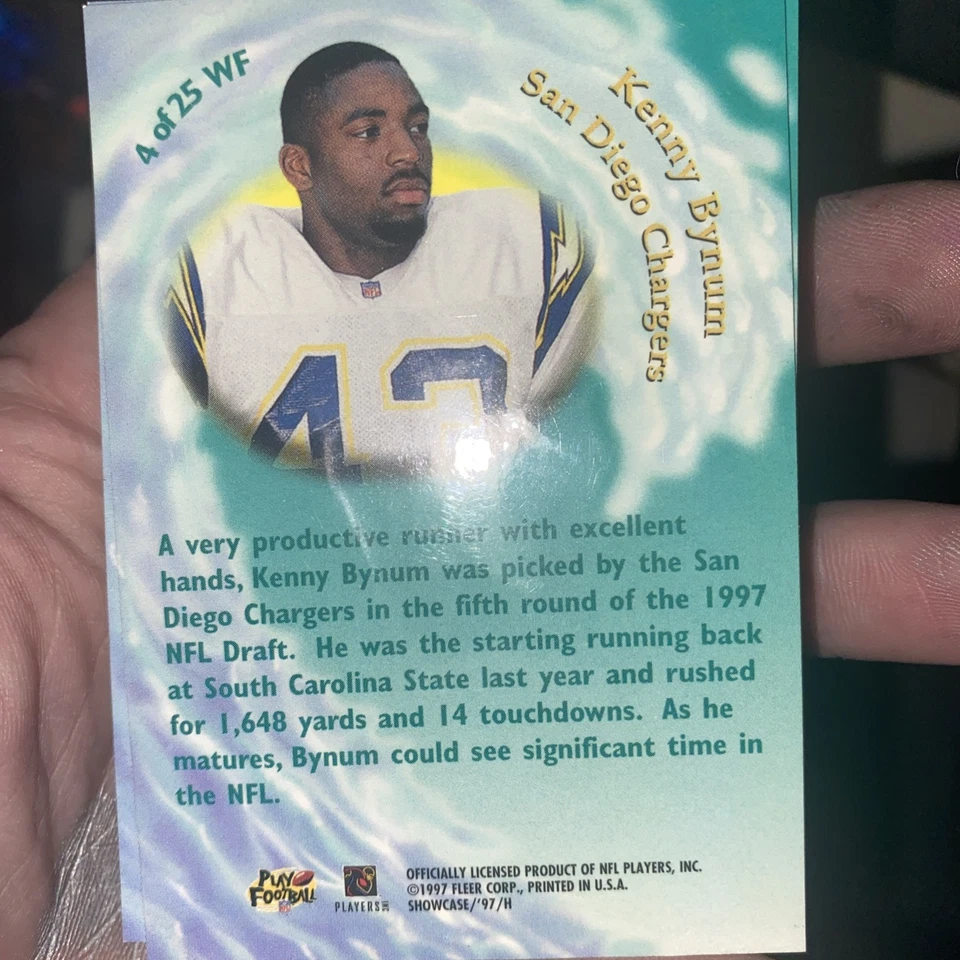 4 of 25 WF
Kenny Bynum
San Diego Chargers
NFL
43
A very productive runner with excellent
hands, Kenny Bynum was picked by the San
Diego Chargers in the fifth round of the 1997
NFL Draft. He was the starting running back
at South Carolina State last year and rushed
for 1,648 yards and 14 touchdowns. As he
matures, Bynum could see significant time in
the NFL.
PLAY
FOOTBALL
PLAYERS INC
OFFICIALLY LICENSED PRODUCT OF NFL PLAYERS, INC.
©1997 FLEER CORP., PRINTED IN U.S.A.
SHOWCASE/'97/H